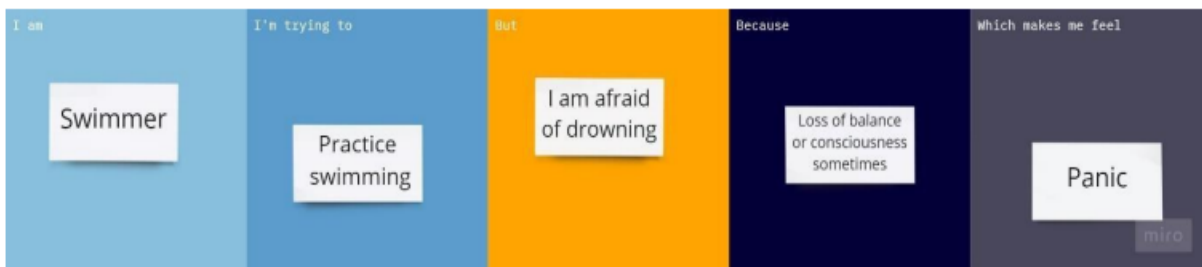 I am
Swimmer
I'm trying to
Practice
swimming
But
I am afraid
of drowning
Because
Loss of balance
or consciousness
sometimes
Which makes me feel
Panic
miro